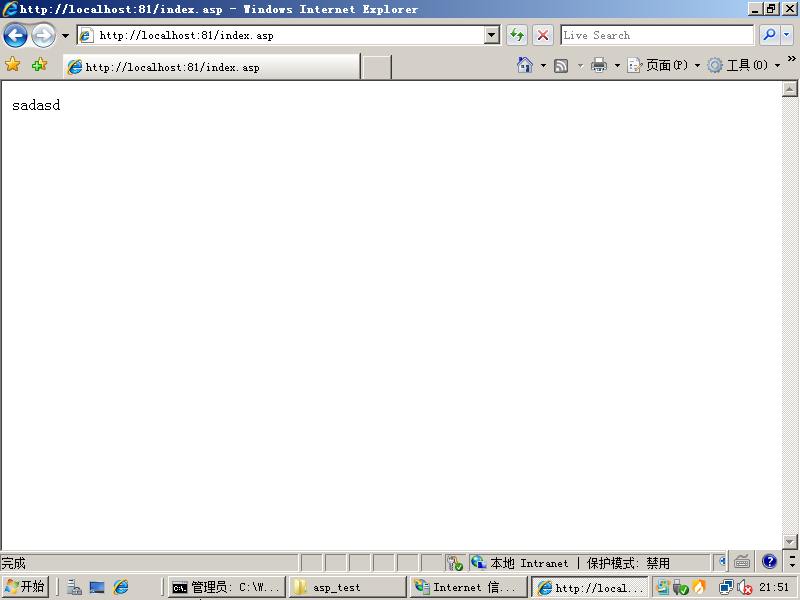 http://localhost:81/index.asp - Windows Internet Explorer
http://localhost:81/index.asp
Live Search
http://localhost:81/index.asp
页面(P)
工具(O)
sadasd
完成
本地 Intranet | 保护模式: 禁用
开始
管理员: C:\W...
asp_test
Internet 信...
http://local...
21:51